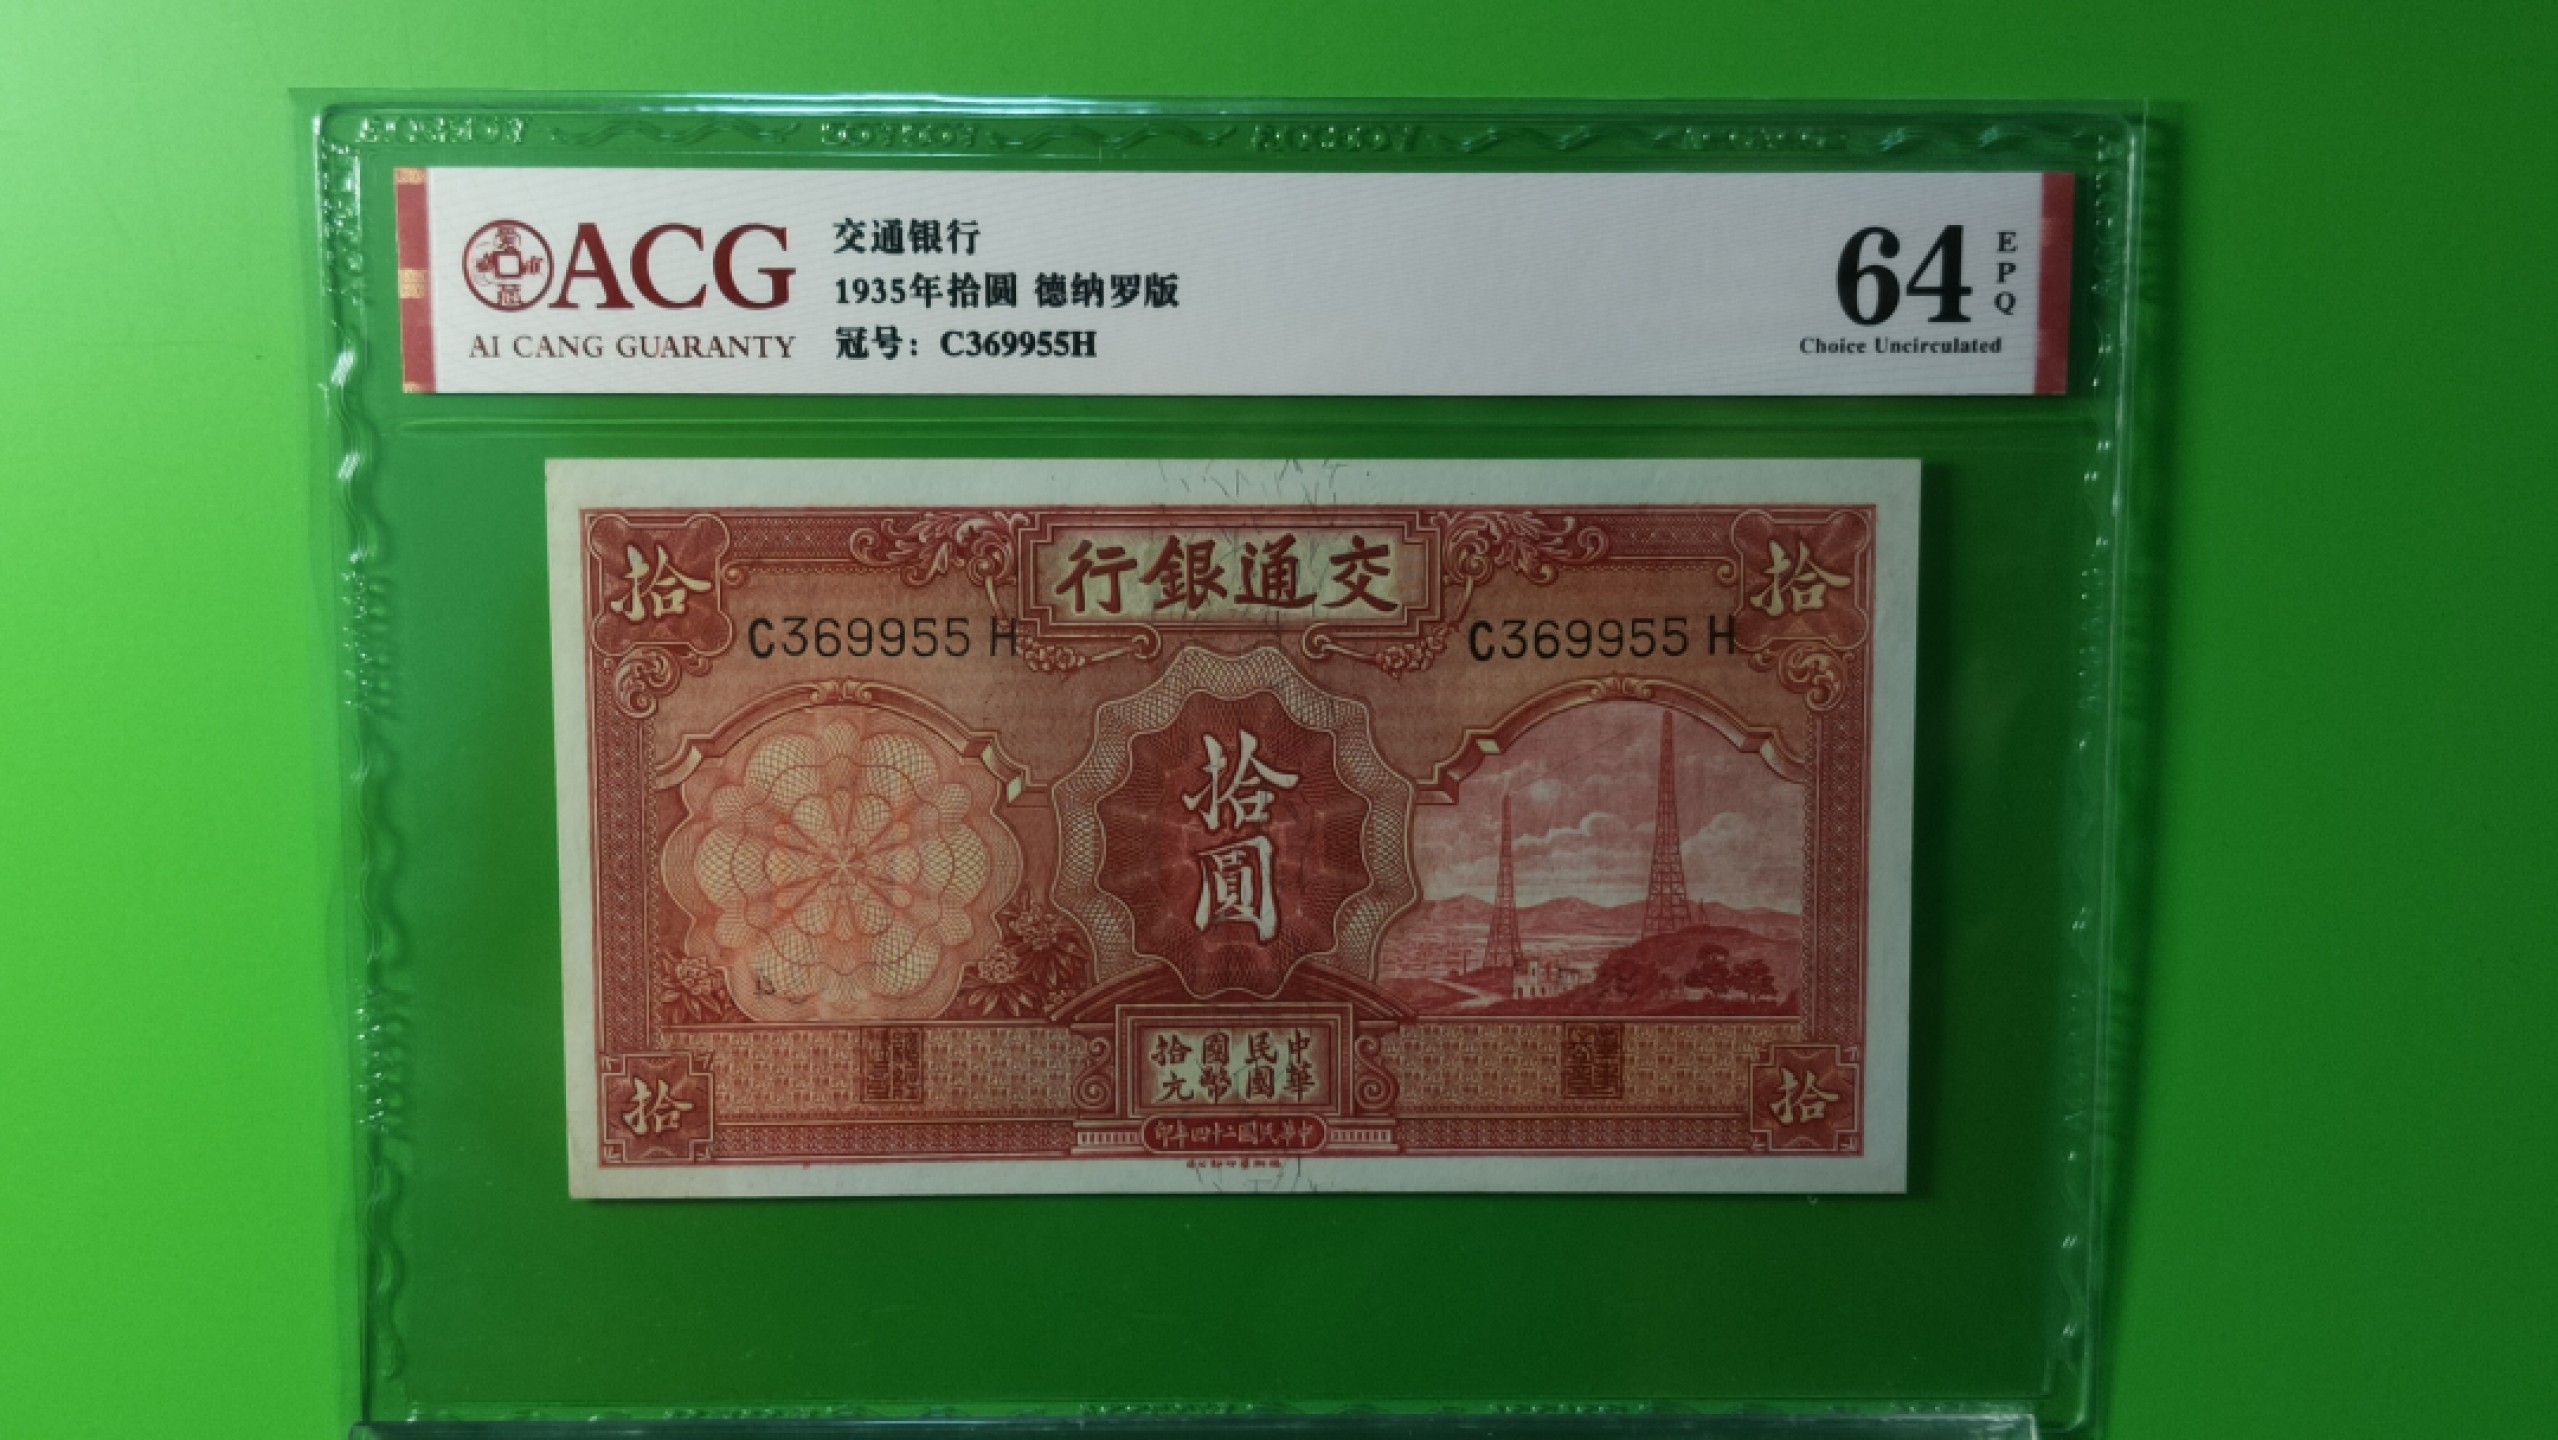 ACG
AI CANG GUARANTY
交通银行
1935年拾圆 德纳罗版
冠号：C369955H
64
EPQ
Choice Uncirculated
行銀通交
拾
拾
C369955 H
C369955 H
拾圓
中華民國國幣拾元
拾
拾
印年四十二國民華中